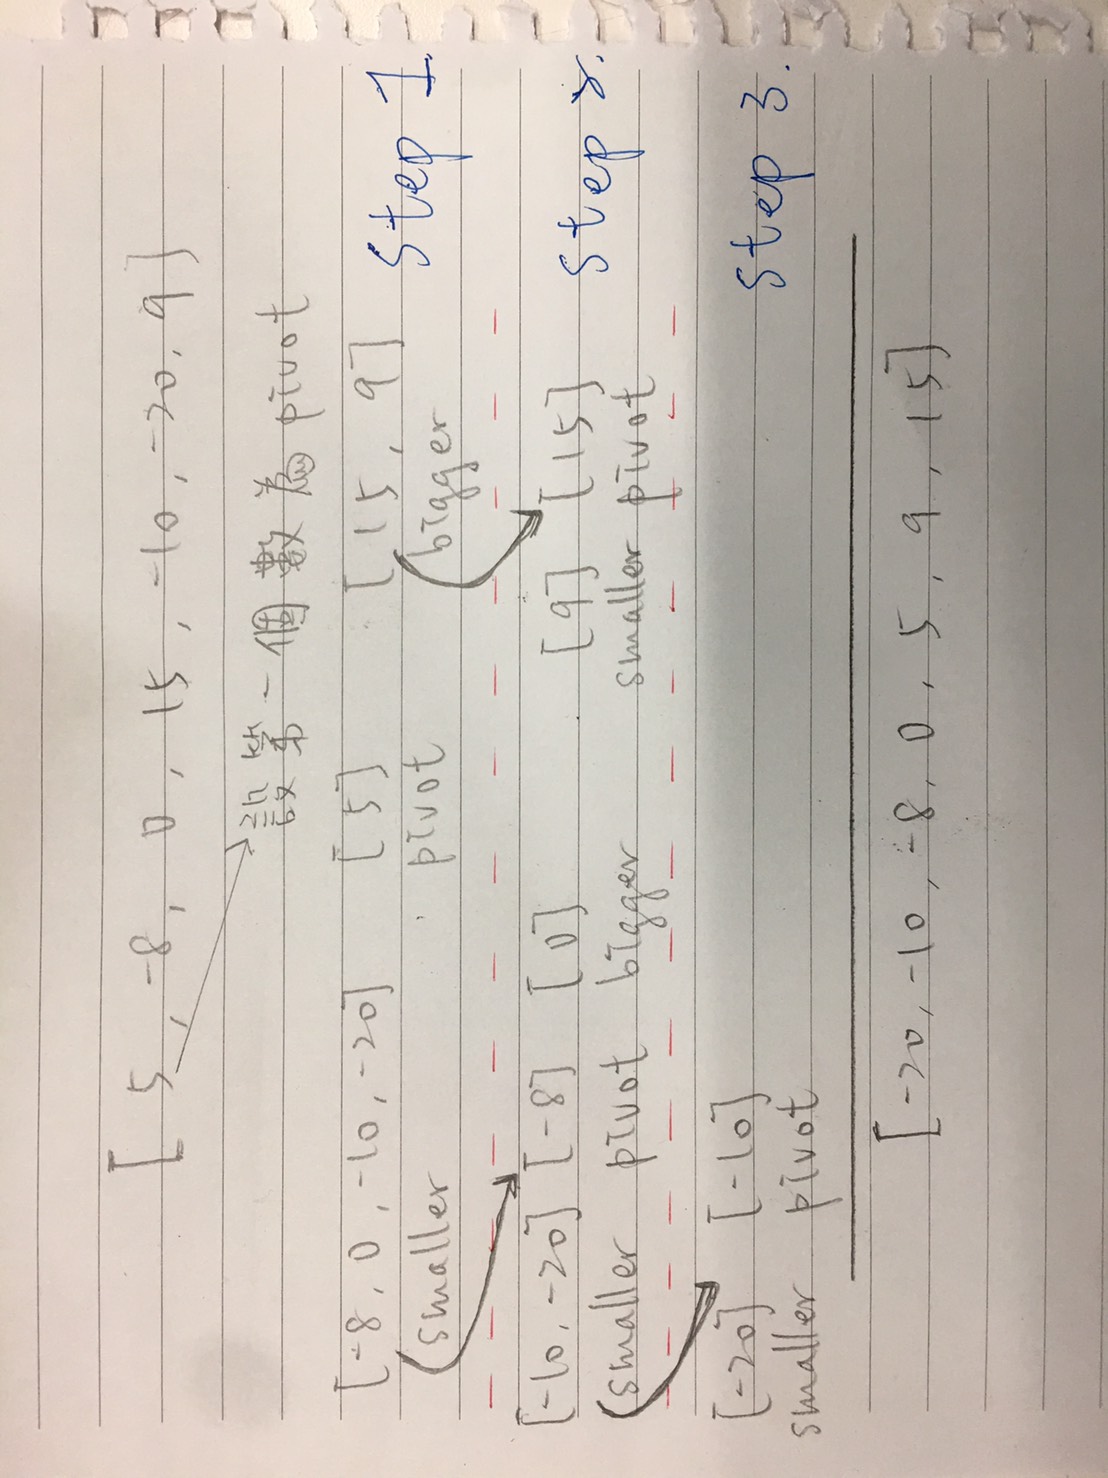 [ 5 , -8 , 0 , 15 , -10 , -20 , 9 ]
設第一個數為 pivot
[-8, 0, -10, -20] [5] [15, 9] Step 1
smaller pivot bigger
[-10, -20] [-8] [0] [9] [15] Step 2.
smaller pivot bigger smaller pivot
[-20] [-10] Step 3.
smaller pivot
[-20, -10, -8, 0, 5, 9, 15]